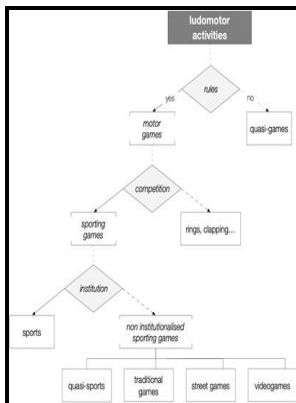 ludomotor
activities
rules
yes
no
motor
games
quasi-games
competition
sporting
games
rings, clapping...
institution
sports
non institutionalised
sporting games
quasi-sports
traditional
games
street games
videogames